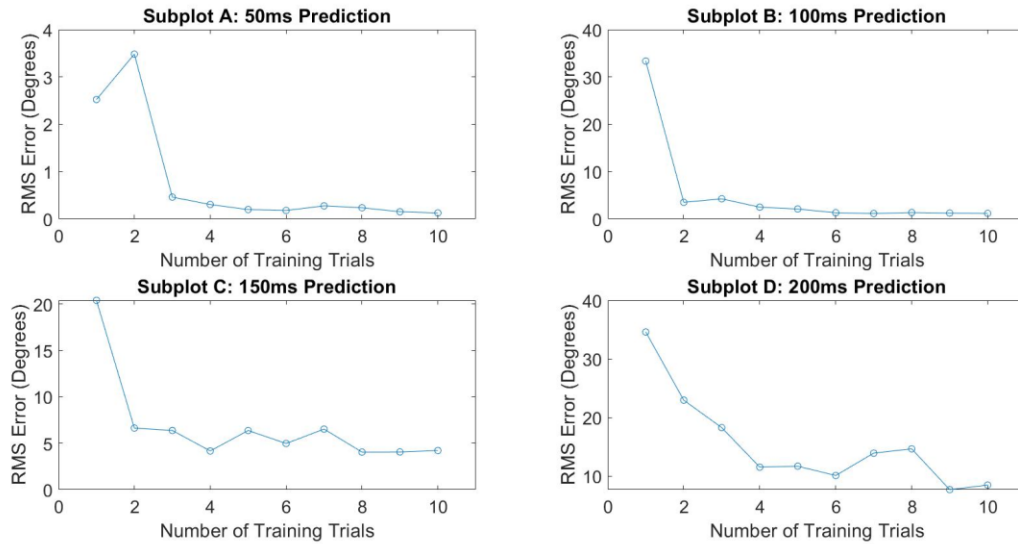 Subplot A: 50ms Prediction
RMS Error (Degrees)
4
3
2
1
0
0 2 4 6 8 10
Number of Training Trials
Subplot B: 100ms Prediction
RMS Error (Degrees)
40
30
20
10
0
0 2 4 6 8 10
Number of Training Trials
Subplot C: 150ms Prediction
RMS Error (Degrees)
20
15
10
5
0
0 2 4 6 8 10
Number of Training Trials
Subplot D: 200ms Prediction
RMS Error (Degrees)
40
30
20
10
0 2 4 6 8 10
Number of Training Trials